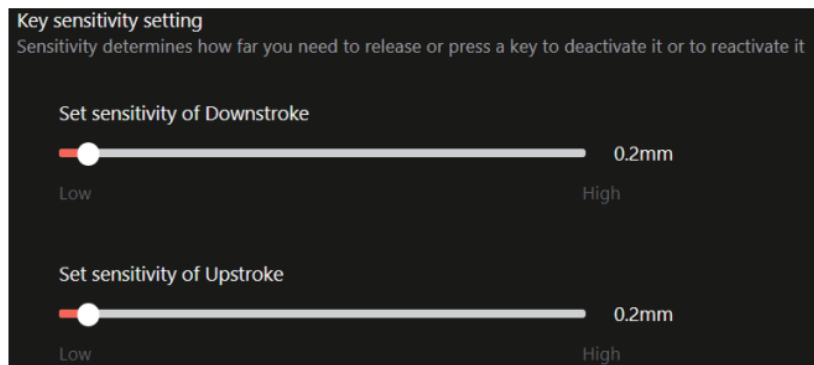 Key sensitivity setting
Sensitivity determines how far you need to release or press a key to deactivate it or to reactivate it
Set sensitivity of Downstroke
0.2mm
Low High
Set sensitivity of Upstroke
0.2mm
Low High